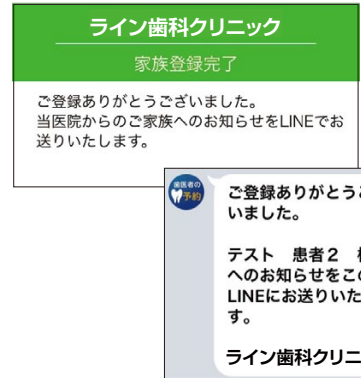 ライン歯科クリニック
家族登録完了
ご登録ありがとうございました。
当医院からのご家族へのお知らせをLINEでお
送りいたします。
歯医者の
予約
ご登録ありがとうご
いました。
テスト　患者２　様
へのお知らせをこの
LINEにお送りいた
す。
ライン歯科クリニ